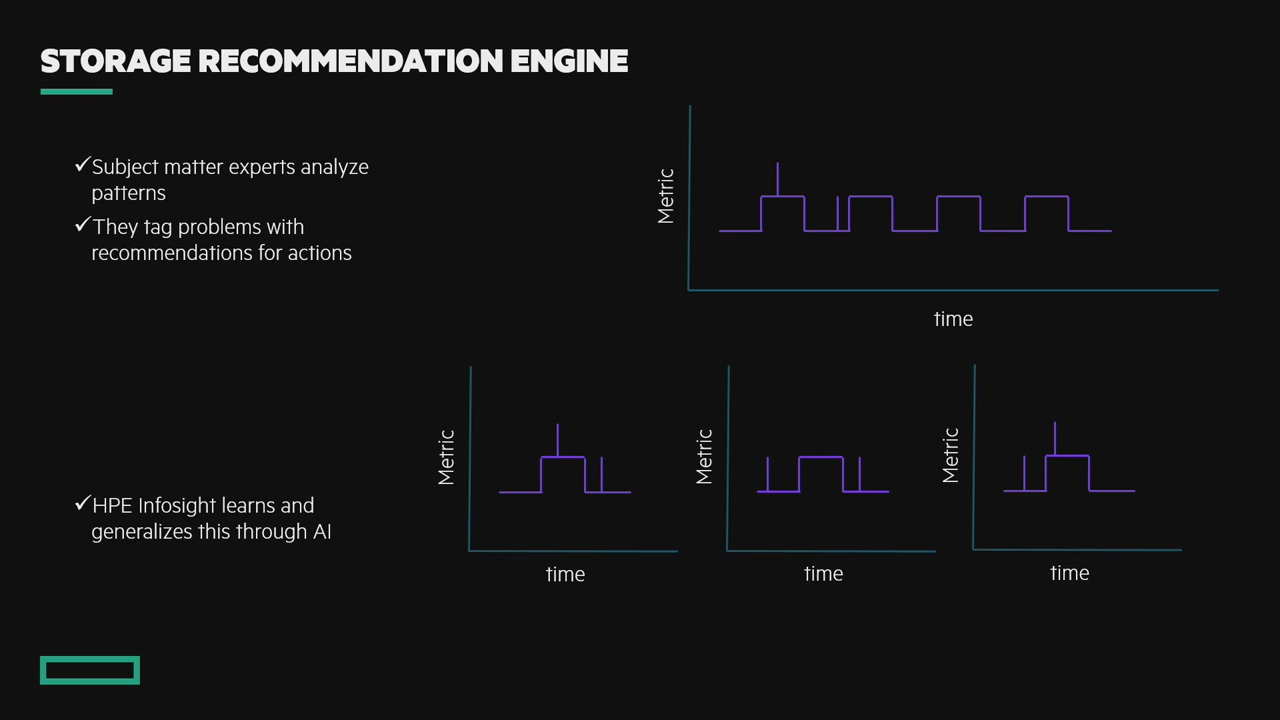 STORAGE RECOMMENDATION ENGINE
✓Subject matter experts analyze
patterns
✓They tag problems with
recommendations for actions
Metric
time
✓HPE Infosight learns and
generalizes this through AI
Metric
time
Metric
time
Metric
time